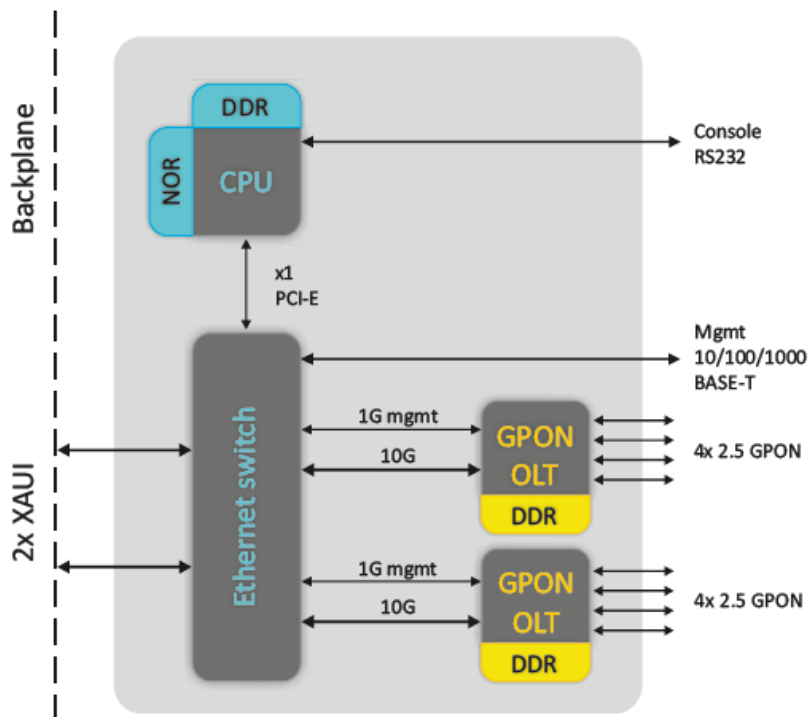 Backplane
2x XAUI
DDR
NOR
CPU
Console
RS232
x1
PCI-E
Ethernet switch
Mgmt
10/100/1000
BASE-T
1G mgmt
10G
GPON
OLT
DDR
4x 2.5 GPON
1G mgmt
10G
GPON
OLT
DDR
4x 2.5 GPON